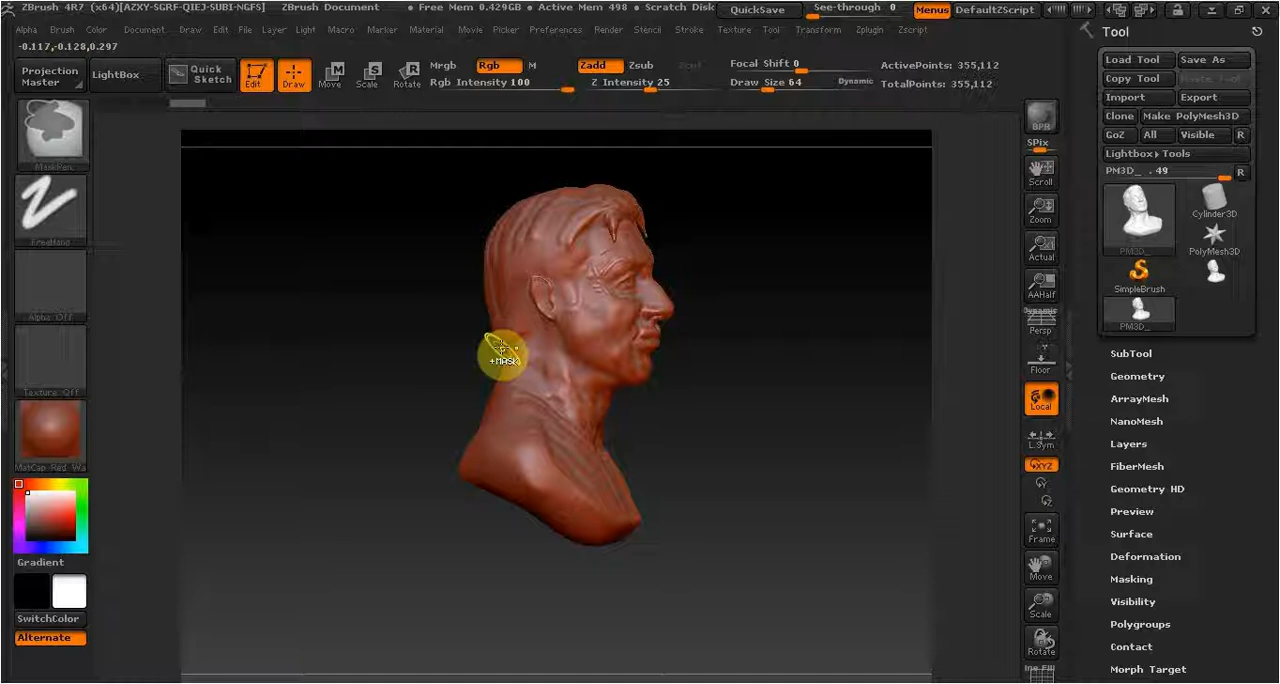 ZBrush 4R7 (x64)[AZXY-SGRF-QIEJ-SUBI-NGFS] ZBrush Document • Free Mem 0.429GB • Active Mem 498 • Scratch Disk QuickSave See-through 0 Menus DefaultZScript
Alpha Brush Color Document Draw Edit File Layer Light Macro Marker Material Movie Picker Preferences Render Stencil Stroke Texture Tool Transform Zplugin Zscript
-0.117,-0.128,0.297
Projection Master
LightBox
Quick Sketch
Edit
Draw
Move
Scale
Rotate
Mrgb Rgb M
Rgb Intensity 100
Zadd Zsub Zcut
Z Intensity 25
Focal Shift 0
Draw Size 64 Dynamic
ActivePoints: 355,112
TotalPoints: 355,112
MaskPen
FreeHand
Alpha Off
Texture Off
MatCap Red Wa
Gradient
SwitchColor
Alternate
+MASK
BPR
SPix
Scroll
Zoom
Actual
AAHalf
Dynamic
Persp
Floor
Local
L.Sym
XYZ
Frame
Move
Scale
Rotate
Tool
Load Tool Save As
Copy Tool
Import Export
Clone Make PolyMesh3D
GoZ All Visible R
Lightbox▸Tools
PM3D_ . 49 R
Cylinder3D
PM3D_ PolyMesh3D
SimpleBrush
PM3D_
SubTool
Geometry
ArrayMesh
NanoMesh
Layers
FiberMesh
Geometry HD
Preview
Surface
Deformation
Masking
Visibility
Polygroups
Contact
Morph Target